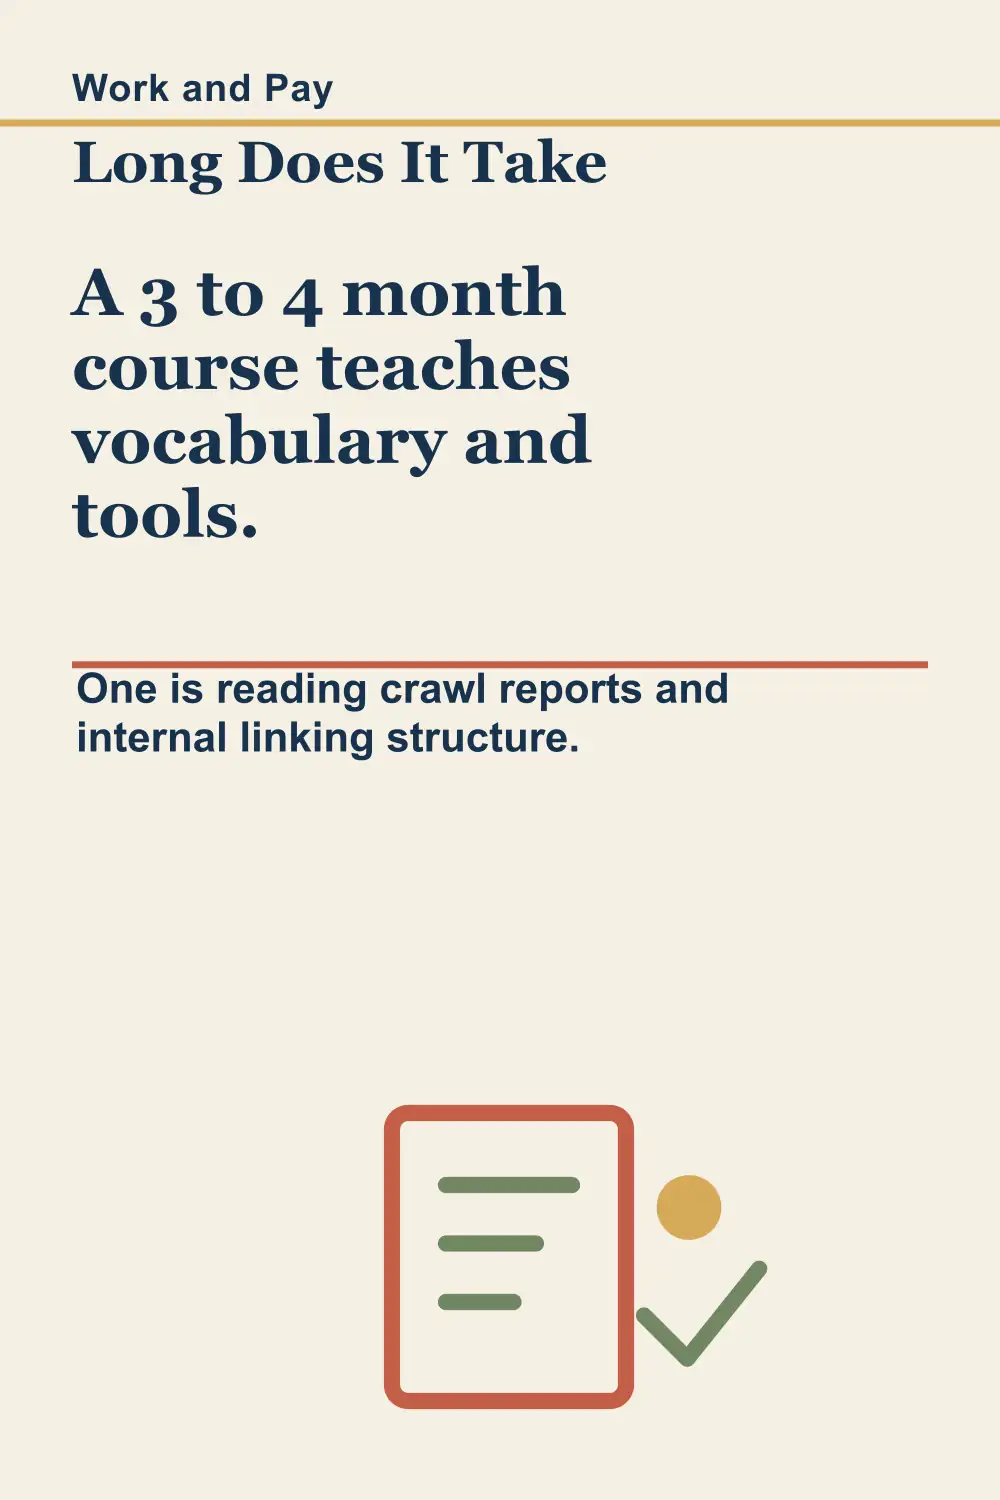 Work and Pay
Long Does It Take
A 3 to 4 month
course teaches
vocabulary and
tools.
One is reading crawl reports and
internal linking structure.